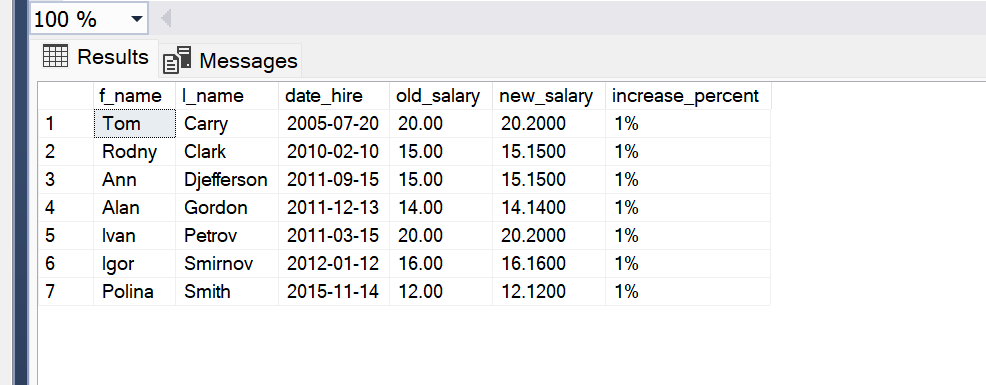 100 %
Results Messages
f_name l_name date_hire old_salary new_salary increase_percent
1 Tom Carry 2005-07-20 20.00 20.2000 1%
2 Rodny Clark 2010-02-10 15.00 15.1500 1%
3 Ann Djefferson 2011-09-15 15.00 15.1500 1%
4 Alan Gordon 2011-12-13 14.00 14.1400 1%
5 Ivan Petrov 2011-03-15 20.00 20.2000 1%
6 Igor Smirnov 2012-01-12 16.00 16.1600 1%
7 Polina Smith 2015-11-14 12.00 12.1200 1%